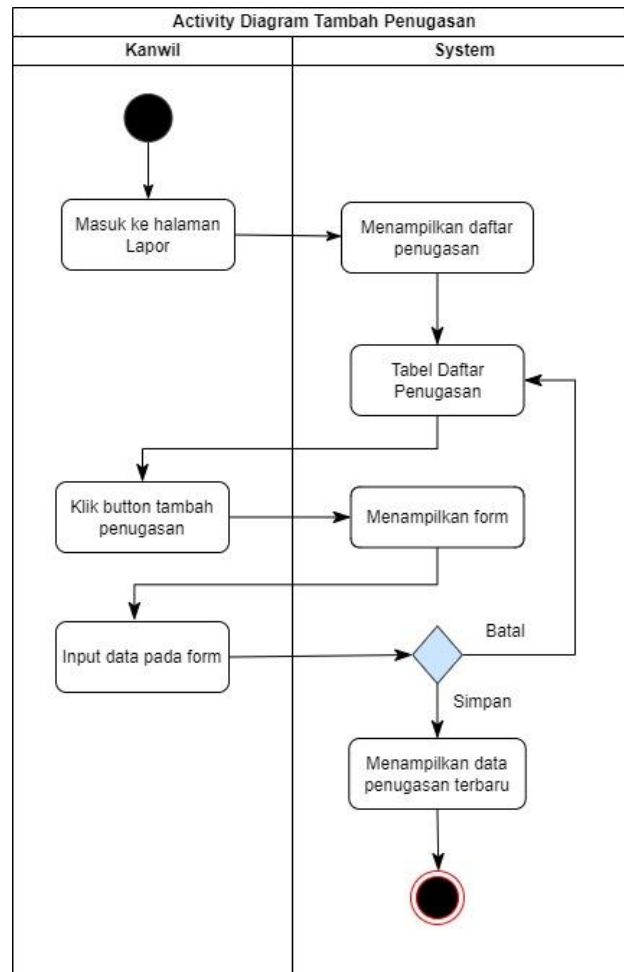 Activity Diagram Tambah Penugasan
Kanwil
System
Masuk ke halaman
Lapor
Menampilkan daftar
penugasan
Tabel Daftar
Penugasan
Klik button tambah
penugasan
Menampilkan form
Input data pada form
Batal
Simpan
Menampilkan data
penugasan terbaru